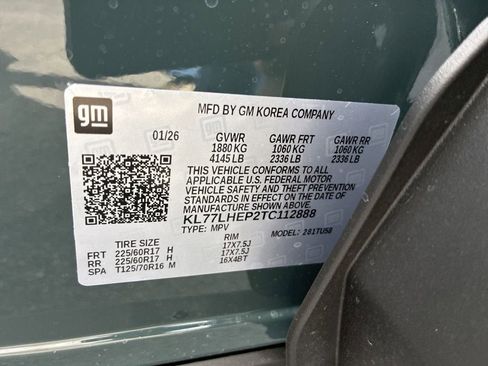 gm
MFD BY GM KOREA COMPANY
01/26 GVWR GAWR FRT GAWR RR
1880 KG 1060 KG 1060 KG
4145 LB 2336 LB 2336 LB
THIS VEHICLE CONFORMS TO ALL
APPLICABLE U.S. FEDERAL MOTOR
VEHICLE SAFETY AND THEFT PREVENTION
STANDARDS IN EFFECT ON THE DATE OF
MANUFACTURE SHOWN ABOVE.
KL77LHEP2TC112888
TYPE: MPV MODEL: 281TU58
TIRE SIZE RIM
FRT 225/60R17 H 17X7.5J
RR 225/60R17 H 17X7.5J
SPA T125/70R16 M 16X4BT